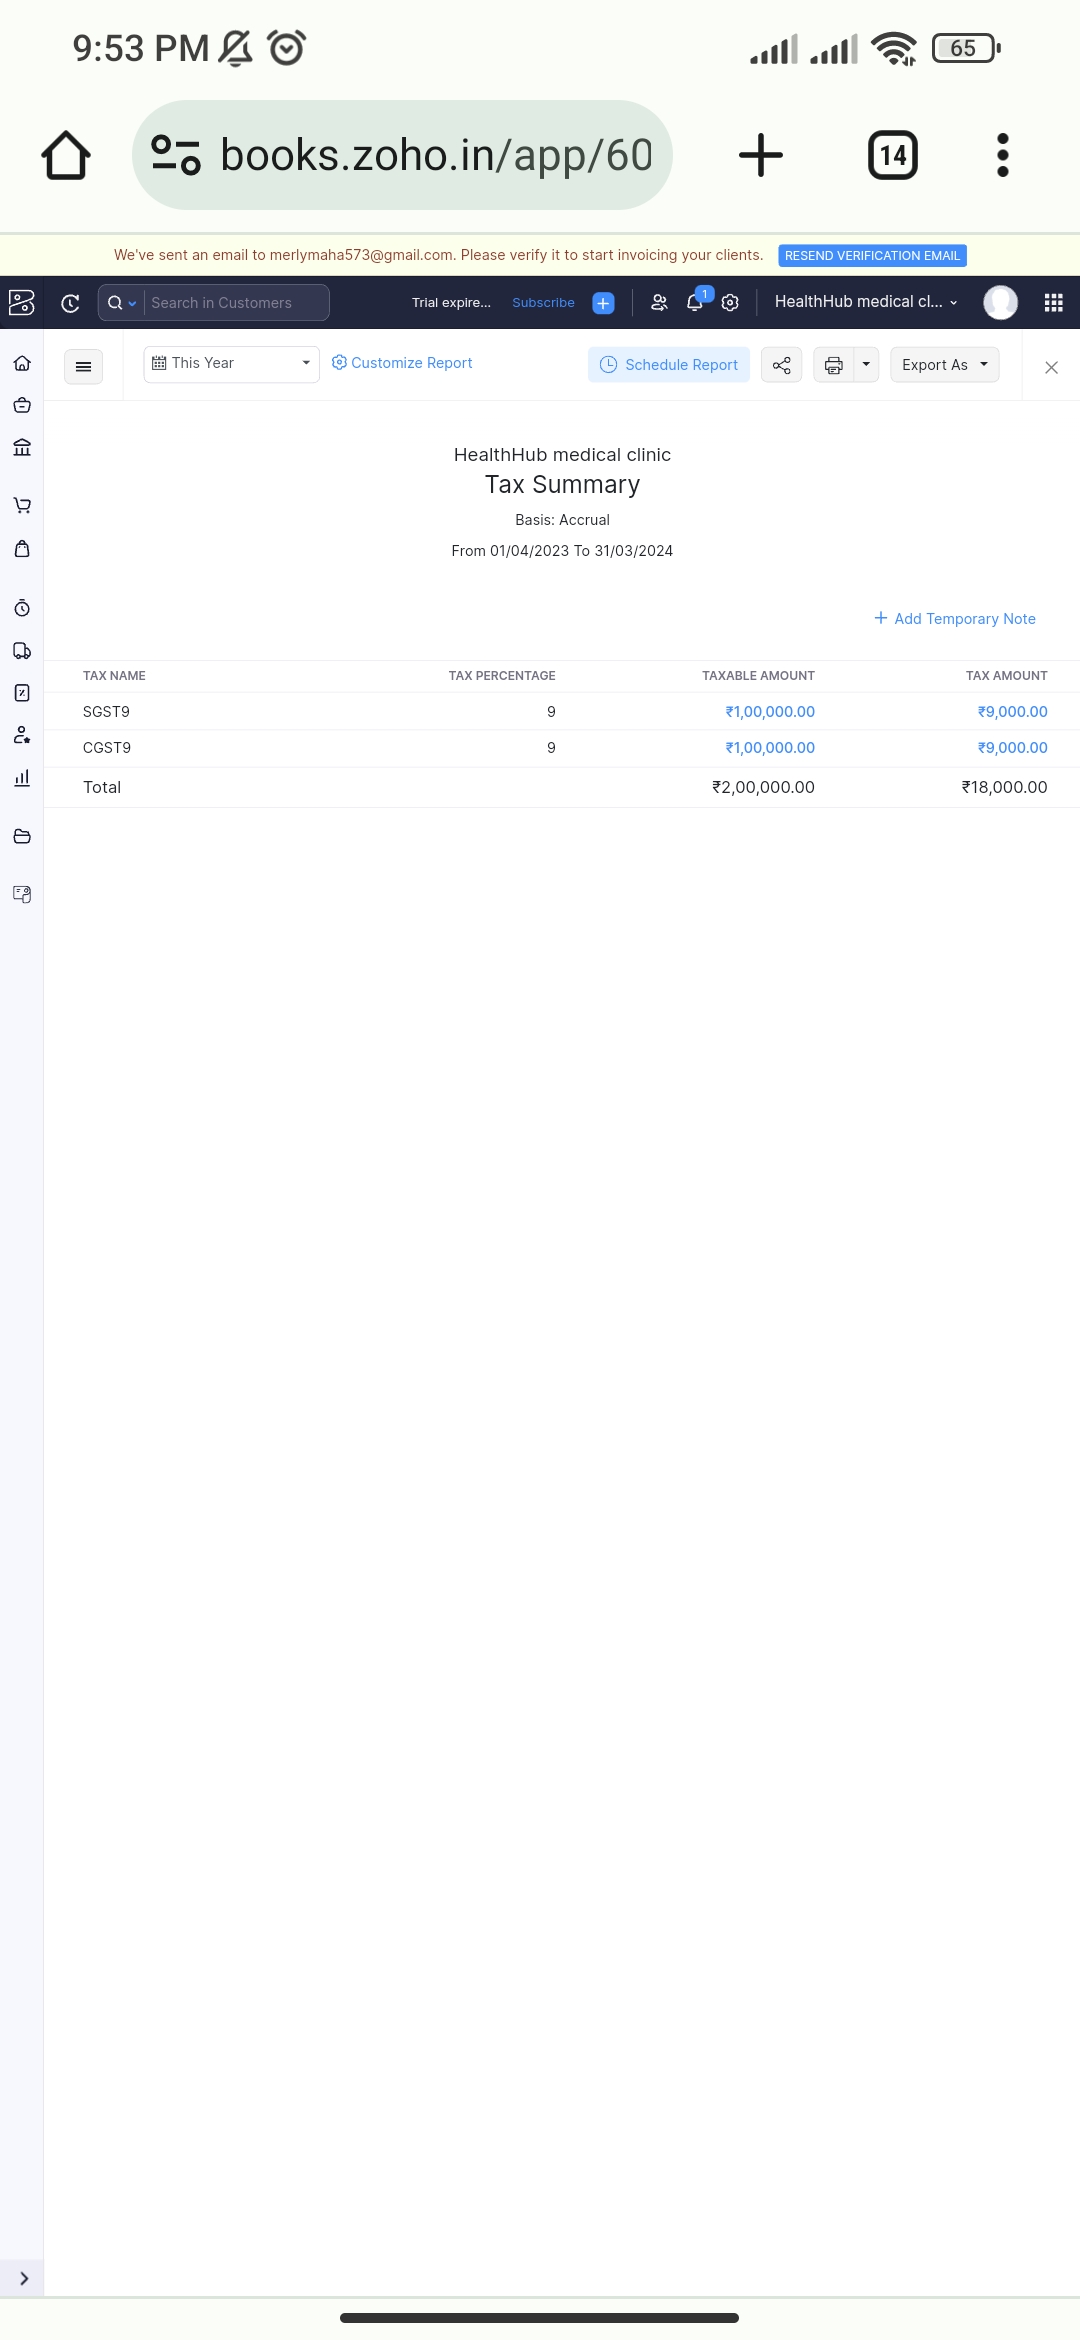 9:53 PM 65
books.zoho.in/app/60 14
We've sent an email to merlymaha573@gmail.com. Please verify it to start invoicing your clients. RESEND VERIFICATION EMAIL
Search in Customers Trial expire... Subscribe 1 HealthHub medical cl...
This Year Customize Report Schedule Report Export As
HealthHub medical clinic
Tax Summary
Basis: Accrual
From 01/04/2023 To 31/03/2024
+ Add Temporary Note
TAX NAME TAX PERCENTAGE TAXABLE AMOUNT TAX AMOUNT
SGST9 9 ₹1,00,000.00 ₹9,000.00
CGST9 9 ₹1,00,000.00 ₹9,000.00
Total ₹2,00,000.00 ₹18,000.00